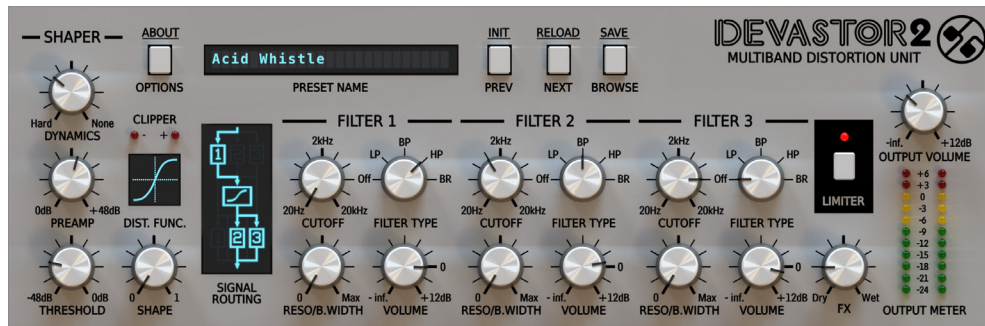 DEVASTOR2
MULTIBAND DISTORTION UNIT
SHAPER
ABOUT
OPTIONS
Acid Whistle
PRESET NAME
INIT
PREV
RELOAD
NEXT
SAVE
BROWSE
Hard None
DYNAMICS
CLIPPER
- +
0dB +48dB
PREAMP
DIST. FUNC.
-48dB 0dB
THRESHOLD
0 1
SHAPE
1 2 3
2 3
SIGNAL
ROUTING
FILTER 1
2kHz
20Hz 20kHz
CUTOFF
Off LP BP HP BR
FILTER TYPE
0 Max
RESO/B.WIDTH
- inf. 0 +12dB
VOLUME
FILTER 2
2kHz
20Hz 20kHz
CUTOFF
Off LP BP HP BR
FILTER TYPE
0 Max
RESO/B.WIDTH
- inf. 0 +12dB
VOLUME
FILTER 3
2kHz
20Hz 20kHz
CUTOFF
Off LP BP HP BR
FILTER TYPE
0 Max
RESO/B.WIDTH
- inf. 0 +12dB
VOLUME
LIMITER
Dry Wet
FX
-inf. +12dB
OUTPUT VOLUME
+6
+3
0
-3
-6
-9
-12
-15
-18
-21
-24
OUTPUT METER